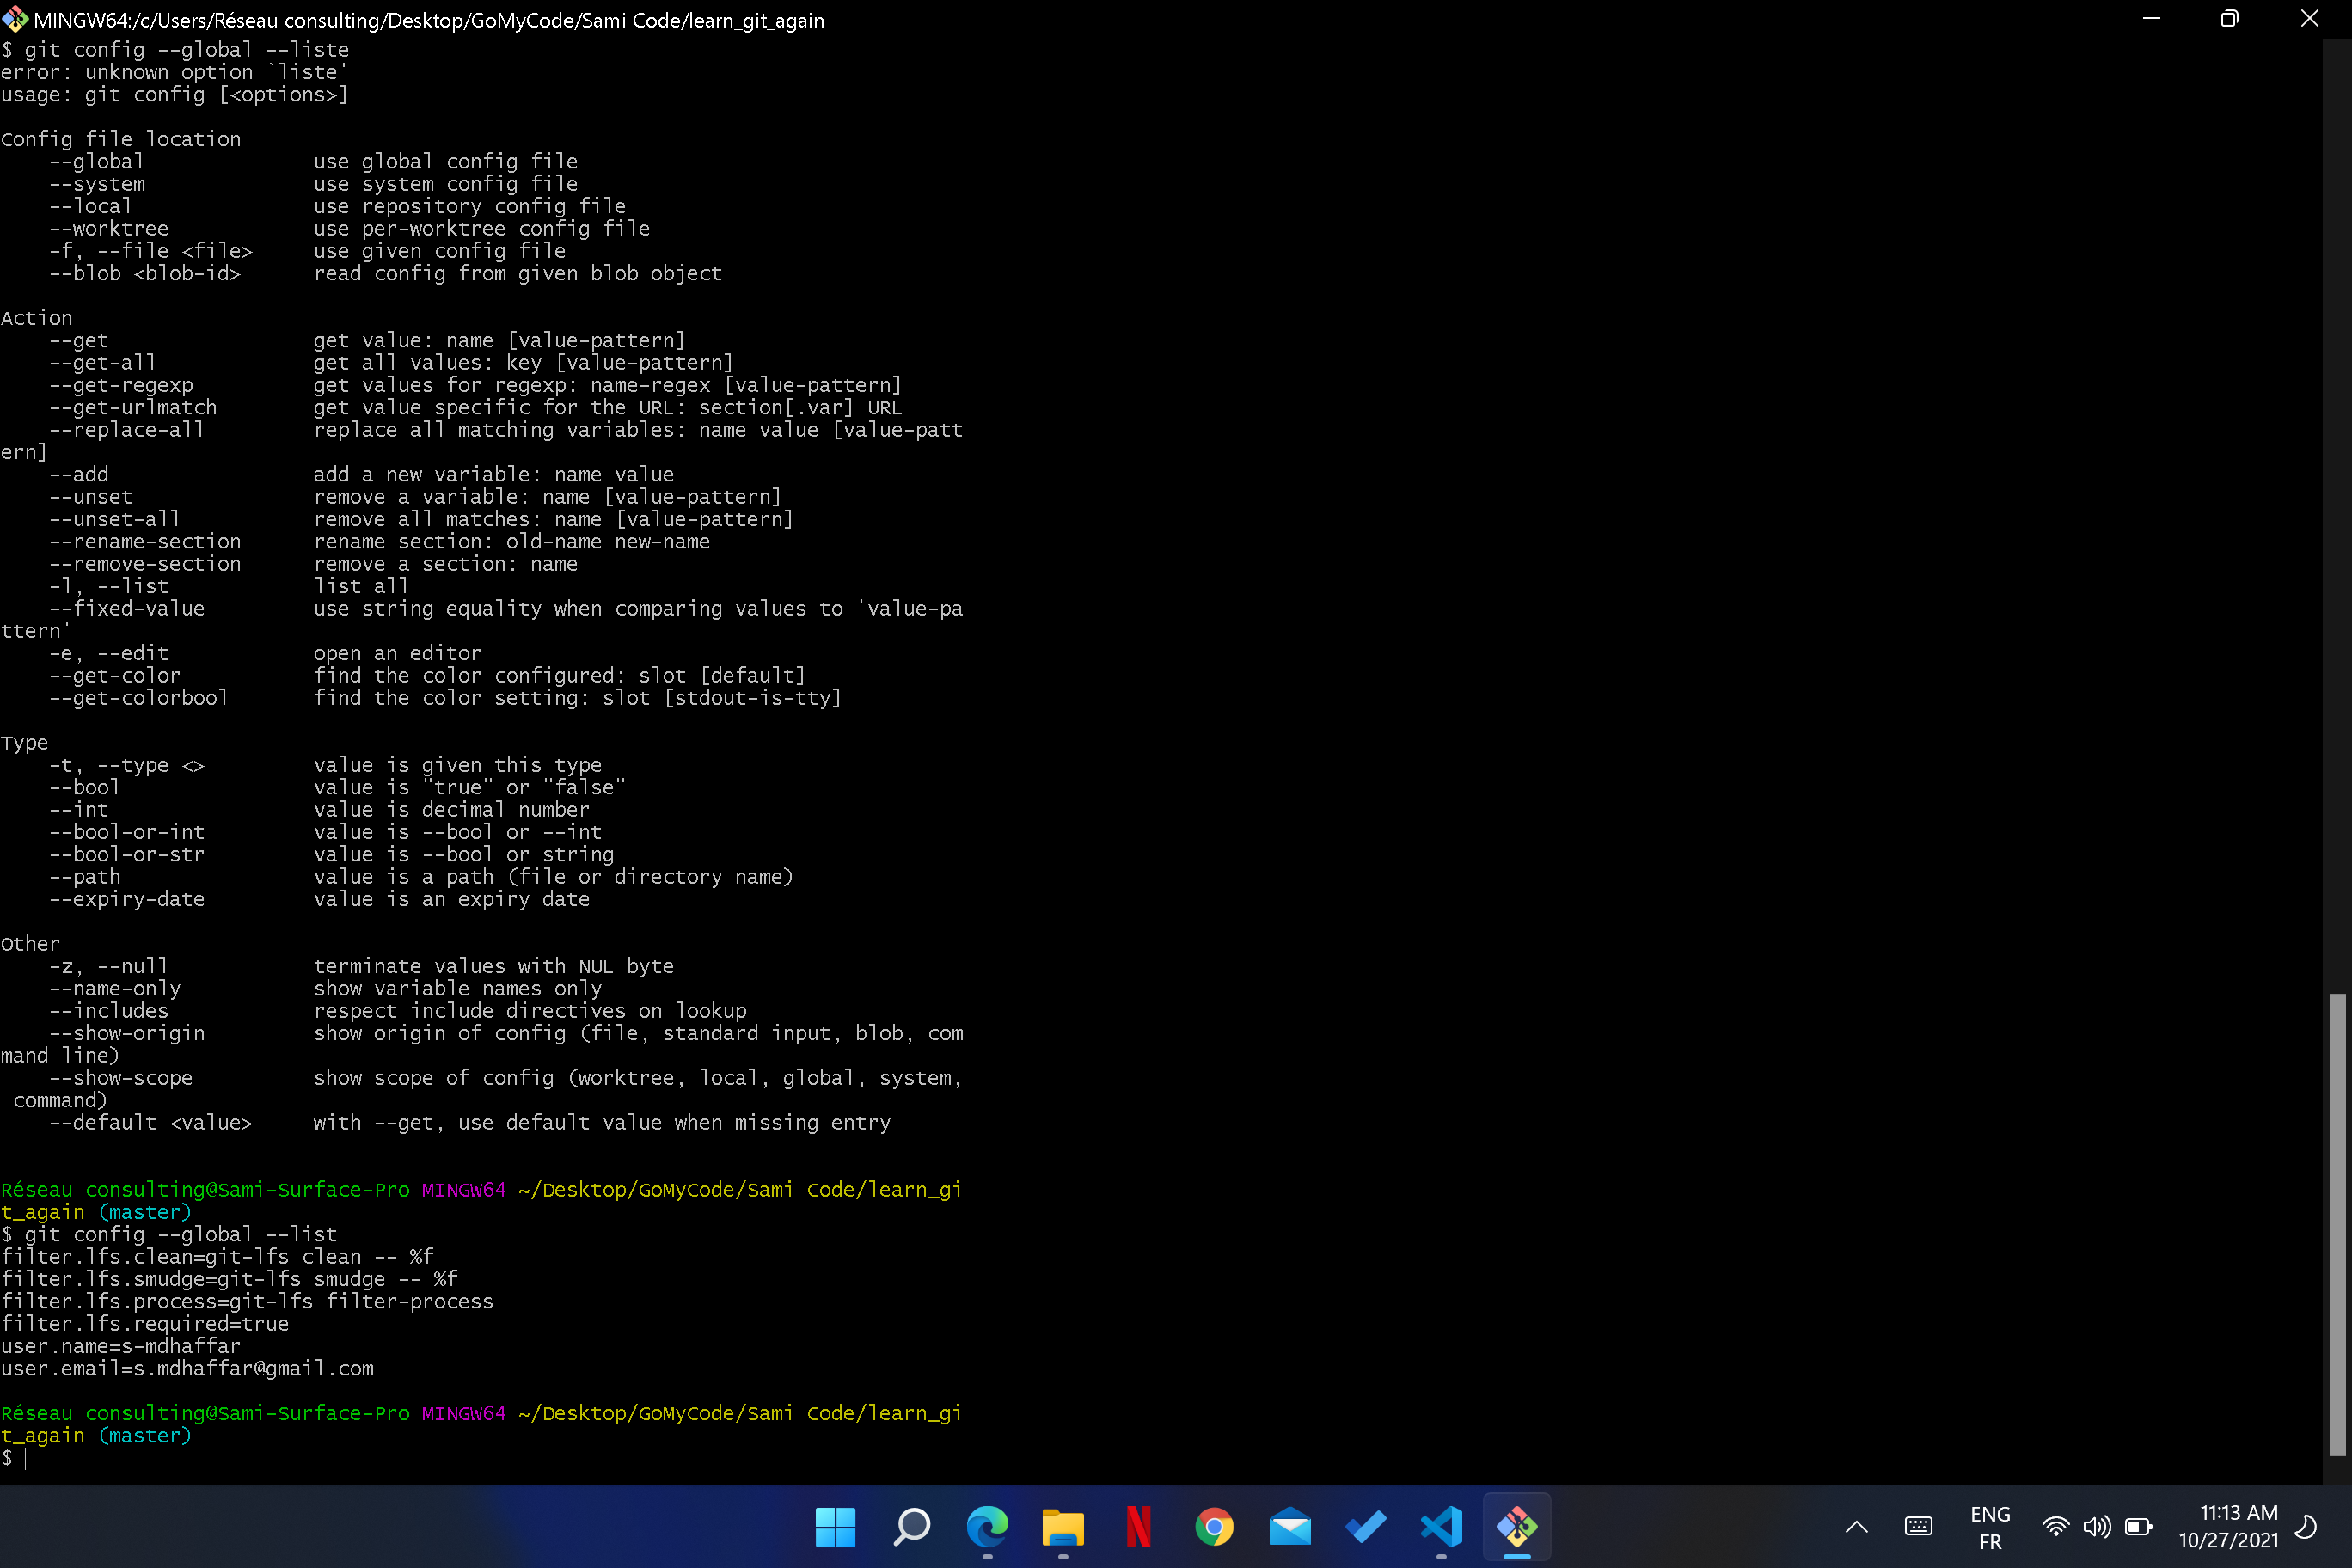 MINGW64:/c/Users/Réseau consulting/Desktop/GoMyCode/Sami Code/learn_git_again
$ git config --global --liste
error: unknown option `liste'
usage: git config [<options>]
Config file location
--global use global config file
--system use system config file
--local use repository config file
--worktree use per-worktree config file
-f, --file <file> use given config file
--blob <blob-id> read config from given blob object
Action
--get get value: name [value-pattern]
--get-all get all values: key [value-pattern]
--get-regexp get values for regexp: name-regex [value-pattern]
--get-urlmatch get value specific for the URL: section[.var] URL
--replace-all replace all matching variables: name value [value-patt
ern]
--add add a new variable: name value
--unset remove a variable: name [value-pattern]
--unset-all remove all matches: name [value-pattern]
--rename-section rename section: old-name new-name
--remove-section remove a section: name
-l, --list list all
--fixed-value use string equality when comparing values to 'value-pa
ttern'
-e, --edit open an editor
--get-color find the color configured: slot [default]
--get-colorbool find the color setting: slot [stdout-is-tty]
Type
-t, --type <> value is given this type
--bool value is "true" or "false"
--int value is decimal number
--bool-or-int value is --bool or --int
--bool-or-str value is --bool or string
--path value is a path (file or directory name)
--expiry-date value is an expiry date
Other
-z, --null terminate values with NUL byte
--name-only show variable names only
--includes respect include directives on lookup
--show-origin show origin of config (file, standard input, blob, com
mand line)
--show-scope show scope of config (worktree, local, global, system,
command)
--default <value> with --get, use default value when missing entry
Réseau consulting@Sami-Surface-Pro MINGW64 ~/Desktop/GoMyCode/Sami Code/learn_gi
t_again (master)
$ git config --global --list
filter.lfs.clean=git-lfs clean -- %f
filter.lfs.smudge=git-lfs smudge -- %f
filter.lfs.process=git-lfs filter-process
filter.lfs.required=true
user.name=s-mdhaffar
user.email=s.mdhaffar@gmail.com
Réseau consulting@Sami-Surface-Pro MINGW64 ~/Desktop/GoMyCode/Sami Code/learn_gi
t_again (master)
$
N
ENG
FR
11:13 AM
10/27/2021